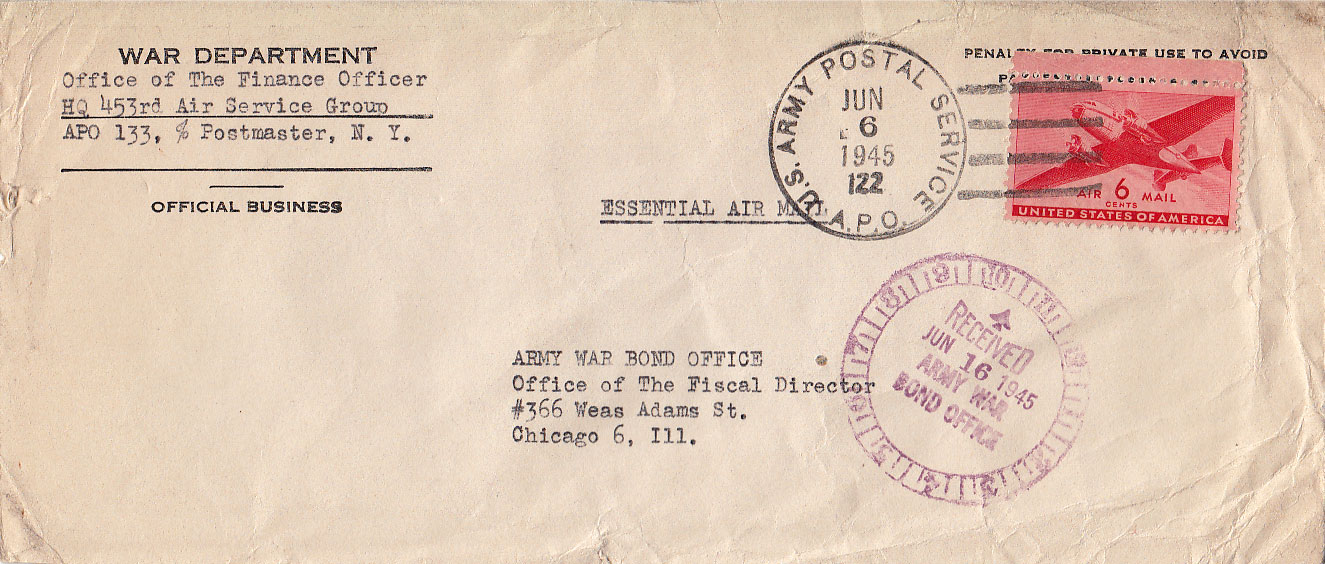 WAR DEPARTMENT
Office of The Finance Officer
HQ 453rd Air Service Group
APO 133, ℅ Postmaster, N. Y.
OFFICIAL BUSINESS
PENALTY FOR PRIVATE USE TO AVOID
U.S. ARMY POSTAL SERVICE
JUN
6
1945
122
A.P.O.
AIR 6 MAIL
CENTS
UNITED STATES OF AMERICA
ESSENTIAL AIR MAIL
ARMY WAR BOND OFFICE
Office of The Fiscal Director
#366 Weas Adams St.
Chicago 6, Ill.
RECEIVED
JUN 16 1945
ARMY WAR
BOND OFFICE